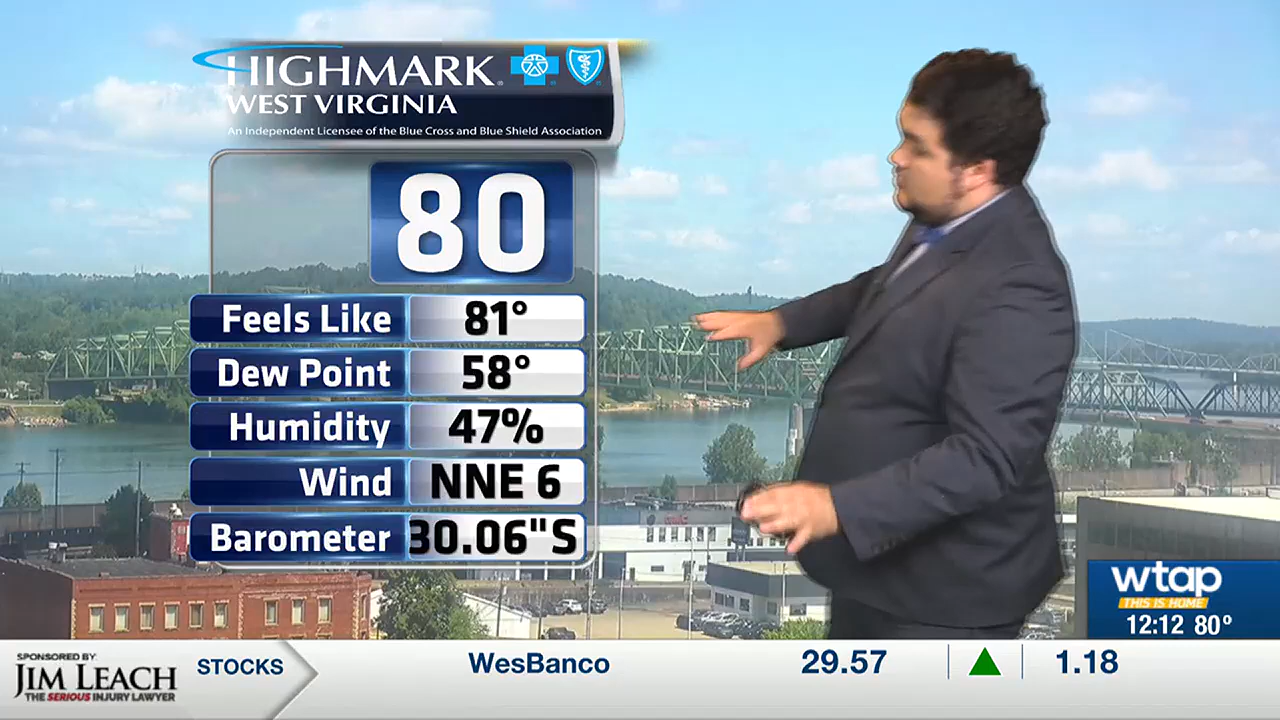 HIGHMARK®
WEST VIRGINIA
An Independent Licensee of the Blue Cross and Blue Shield Association
80
Feels Like 81°
Dew Point 58°
Humidity 47%
Wind NNE 6
Barometer 30.06"S
wtap
THIS IS HOME
12:12 80°
SPONSORED BY:
JIM LEACH
THE SERIOUS INJURY LAWYER
STOCKS WesBanco 29.57 1.18